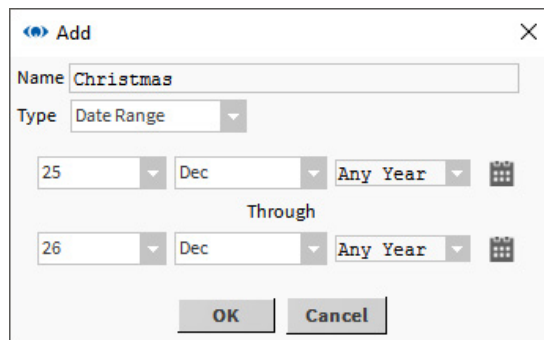 Add
Name Christmas
Type Date Range
25 Dec Any Year
Through
26 Dec Any Year
OK Cancel